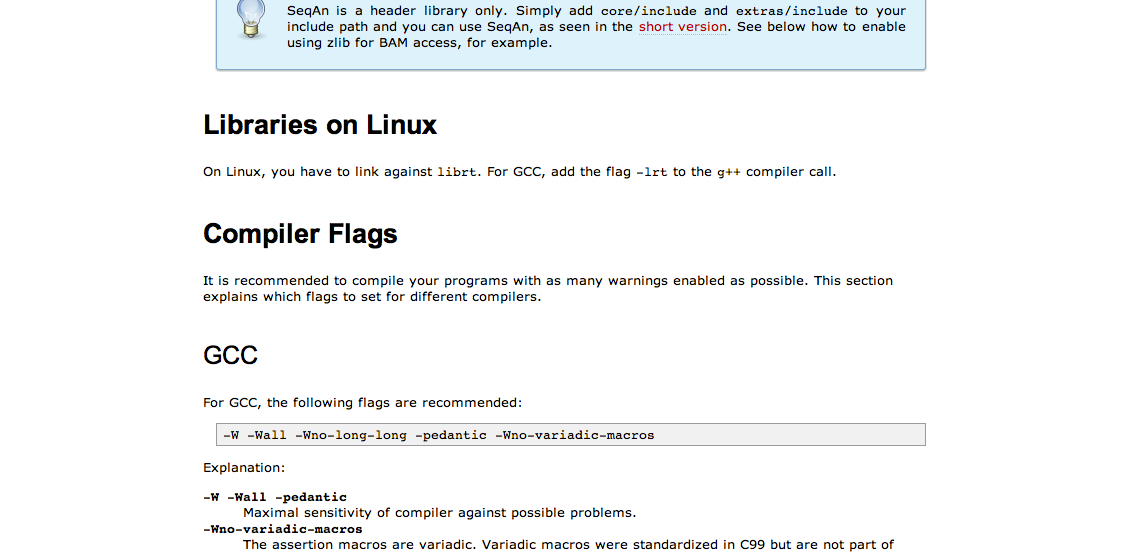 SeqAn is a header library only. Simply add core/include and extras/include to your
include path and you can use SeqAn, as seen in the short version. See below how to enable
using zlib for BAM access, for example.
Libraries on Linux
On Linux, you have to link against librt. For GCC, add the flag -lrt to the g++ compiler call.
Compiler Flags
It is recommended to compile your programs with as many warnings enabled as possible. This section
explains which flags to set for different compilers.
GCC
For GCC, the following flags are recommended:
-W -Wall -Wno-long-long -pedantic -Wno-variadic-macros
Explanation:
-W -Wall -pedantic
Maximal sensitivity of compiler against possible problems.
-Wno-variadic-macros
The assertion macros are variadic. Variadic macros were standardized in C99 but are not part of